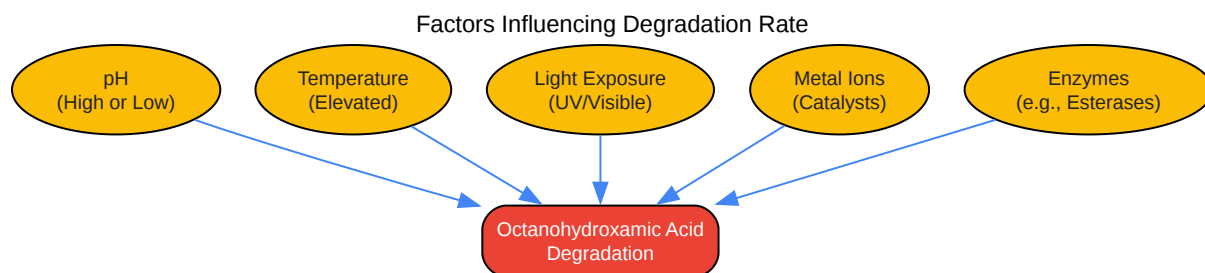 Factors Influencing Degradation Rate
pH
(High or Low)
Temperature
(Elevated)
Light Exposure
(UV/Visible)
Metal Ions
(Catalysts)
Enzymes
(e.g., Esterases)
Octanohydroxamic Acid
Degradation